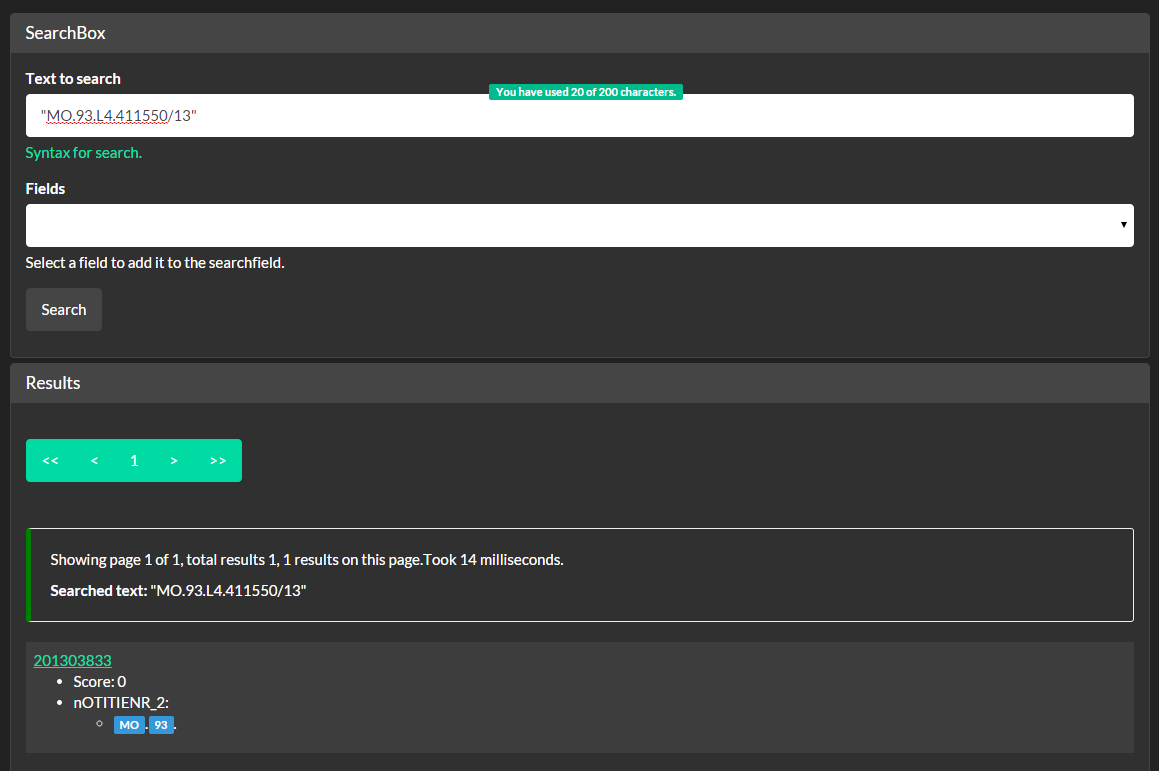 SearchBox
Text to search
You have used 20 of 200 characters.
"MO.93.L4.411550/13"
Syntax for search.
Fields
Select a field to add it to the searchfield.
Search
Results
<< < 1 > >>
Showing page 1 of 1, total results 1, 1 results on this page.Took 14 milliseconds.
Searched text: "MO.93.L4.411550/13"
201303833
Score: 0
nOTITIENR_2:
MO.93.